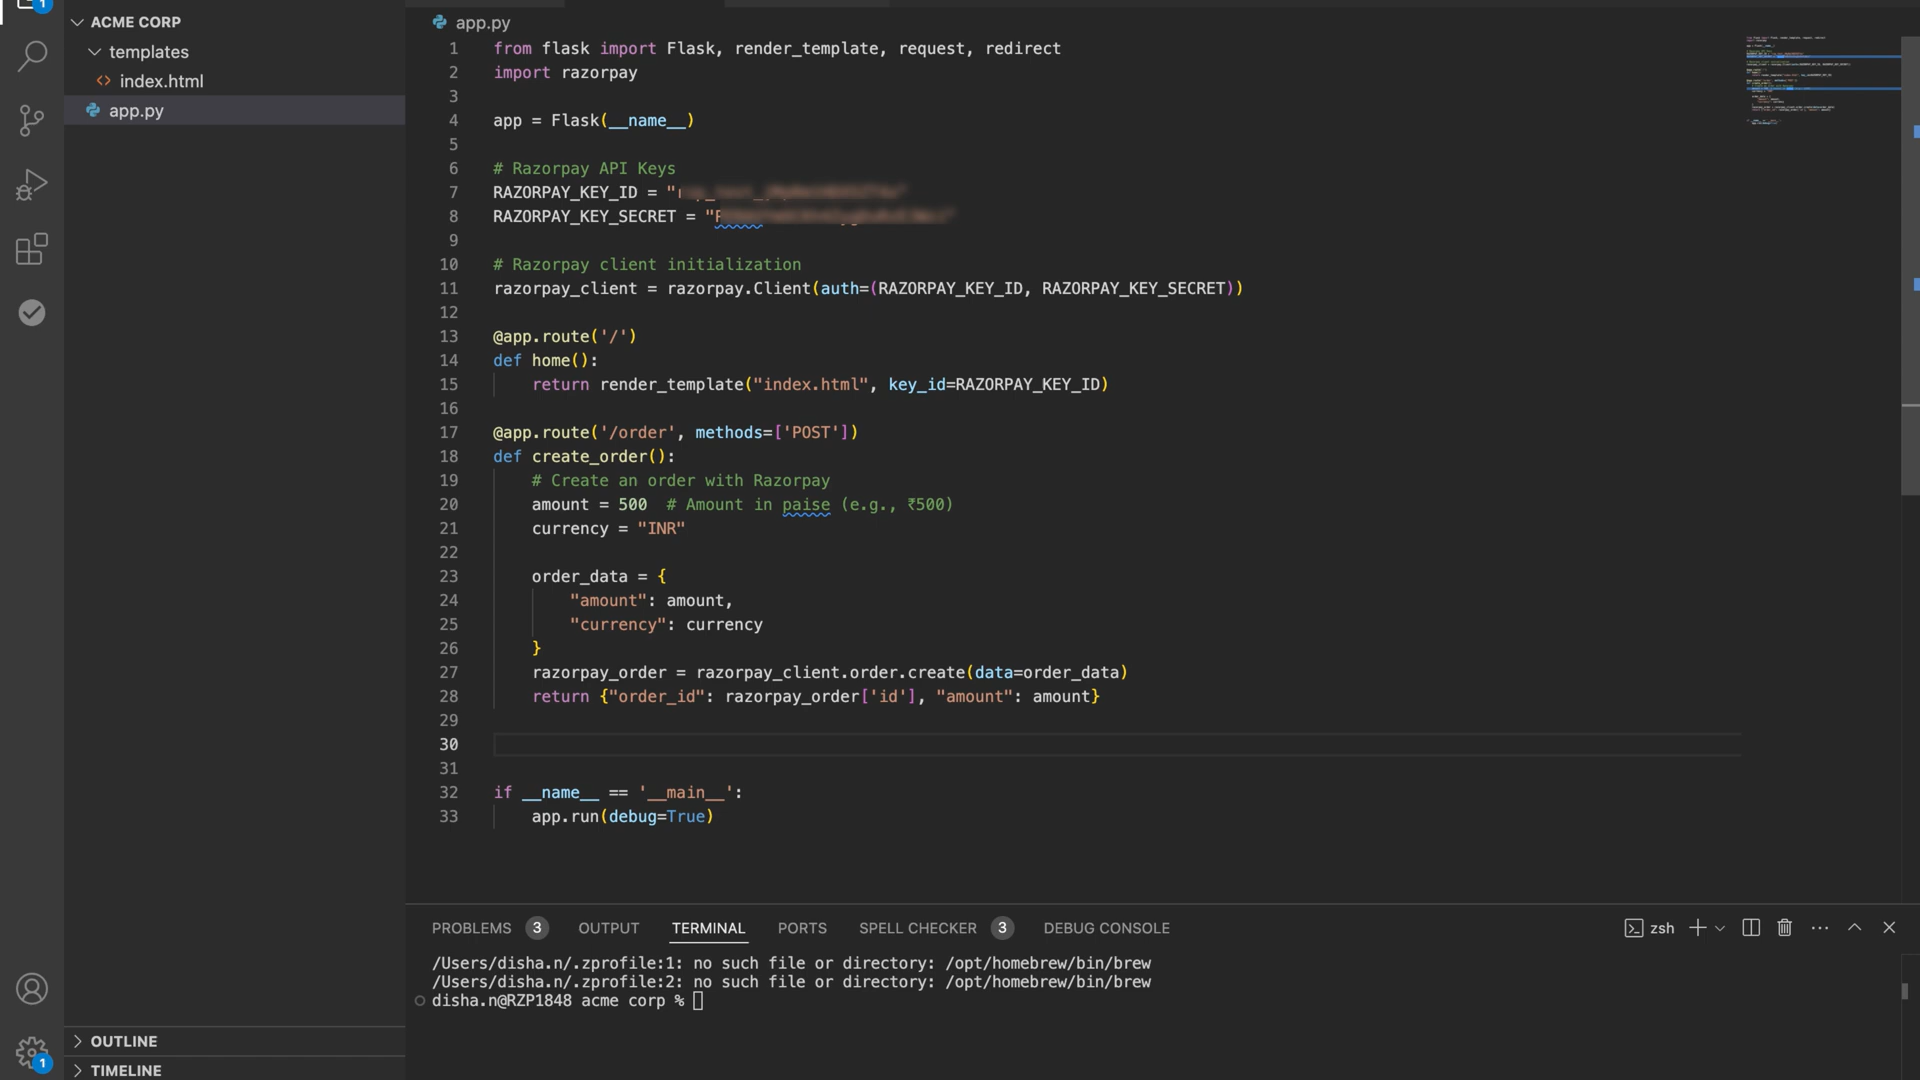 1
ACME CORP
templates
index.html
app.py
app.py
1 from flask import Flask, render_template, request, redirect
2 import razorpay
3
4 app = Flask(__name__)
5
6 # Razorpay API Keys
7 RAZORPAY_KEY_ID = "
8 RAZORPAY_KEY_SECRET = "
9
10 # Razorpay client initialization
11 razorpay_client = razorpay.Client(auth=(RAZORPAY_KEY_ID, RAZORPAY_KEY_SECRET))
12
13 @app.route('/')
14 def home():
15     return render_template("index.html", key_id=RAZORPAY_KEY_ID)
16
17 @app.route('/order', methods=['POST'])
18 def create_order():
19     # Create an order with Razorpay
20     amount = 500  # Amount in paise (e.g., ₹500)
21     currency = "INR"
22
23     order_data = {
24         "amount": amount,
25         "currency": currency
26     }
27     razorpay_order = razorpay_client.order.create(data=order_data)
28     return {"order_id": razorpay_order['id'], "amount": amount}
29
30
31
32 if __name__ == '__main__':
33     app.run(debug=True)
PROBLEMS 3 OUTPUT TERMINAL PORTS SPELL CHECKER 3 DEBUG CONSOLE zsh
/Users/disha.n/.zprofile:1: no such file or directory: /opt/homebrew/bin/brew
/Users/disha.n/.zprofile:2: no such file or directory: /opt/homebrew/bin/brew
disha.n@RZP1848 acme corp %
OUTLINE
1
TIMELINE